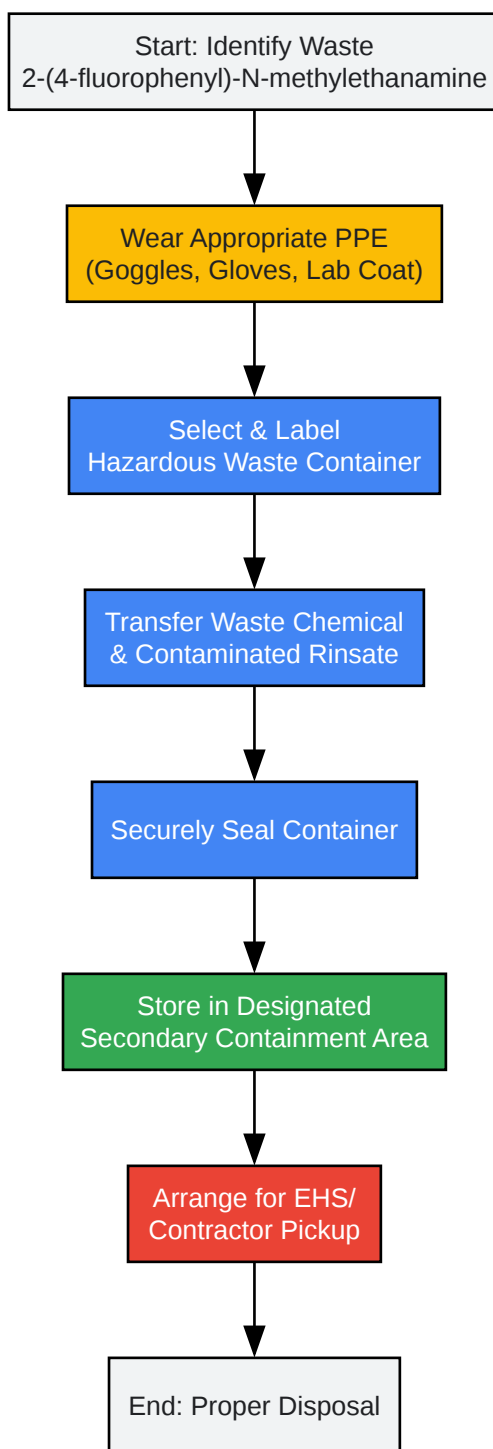 Start: Identify Waste
2-(4-fluorophenyl)-N-methylethanamine
Wear Appropriate PPE
(Goggles, Gloves, Lab Coat)
Select & Label
Hazardous Waste Container
Transfer Waste Chemical
& Contaminated Rinsate
Securely Seal Container
Store in Designated
Secondary Containment Area
Arrange for EHS/
Contractor Pickup
End: Proper Disposal